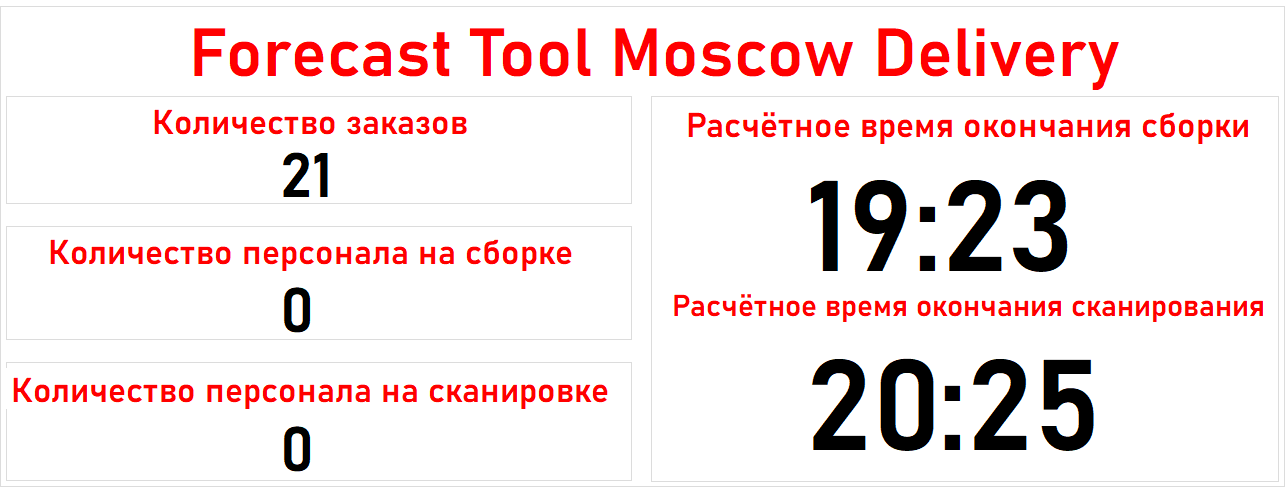 Forecast Tool Moscow Delivery
Количество заказов
21
Количество персонала на сборке
0
Количество персонала на сканировке
0
Расчётное время окончания сборки
19:23
Расчётное время окончания сканирования
20:25